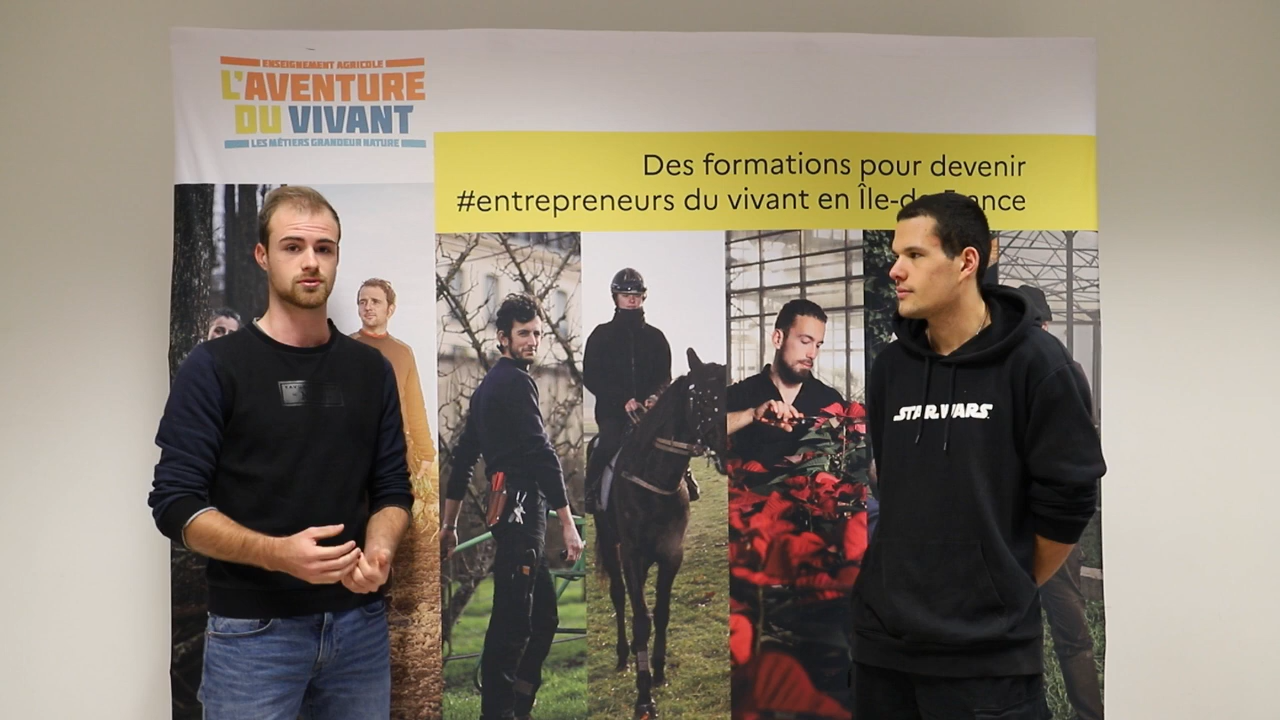 ENSEIGNEMENT AGRICOLE
L'AVENTURE
DU VIVANT
LES MÉTIERS GRANDEUR NATURE
Des formations pour devenir
#entrepreneurs du vivant en Île-de-France
STAR WARS